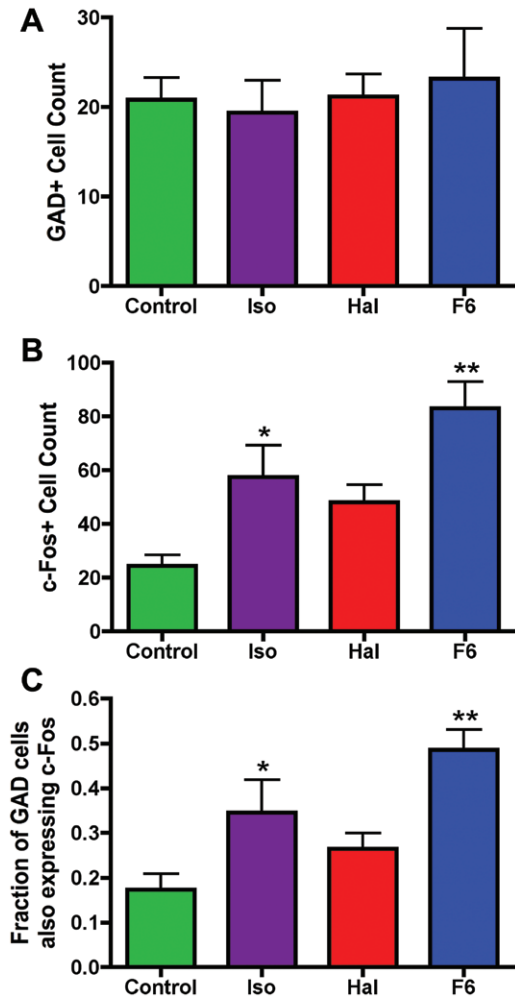 A
GAD+ Cell Count
30
20
10
0
Control Iso Hal F6
B
c-Fos+ Cell Count
100
80
60
40
20
0
*
**
Control Iso Hal F6
C
Fraction of GAD cells
also expressing c-Fos
0.6
0.5
0.4
0.3
0.2
0.1
0.0
*
**
Control Iso Hal F6